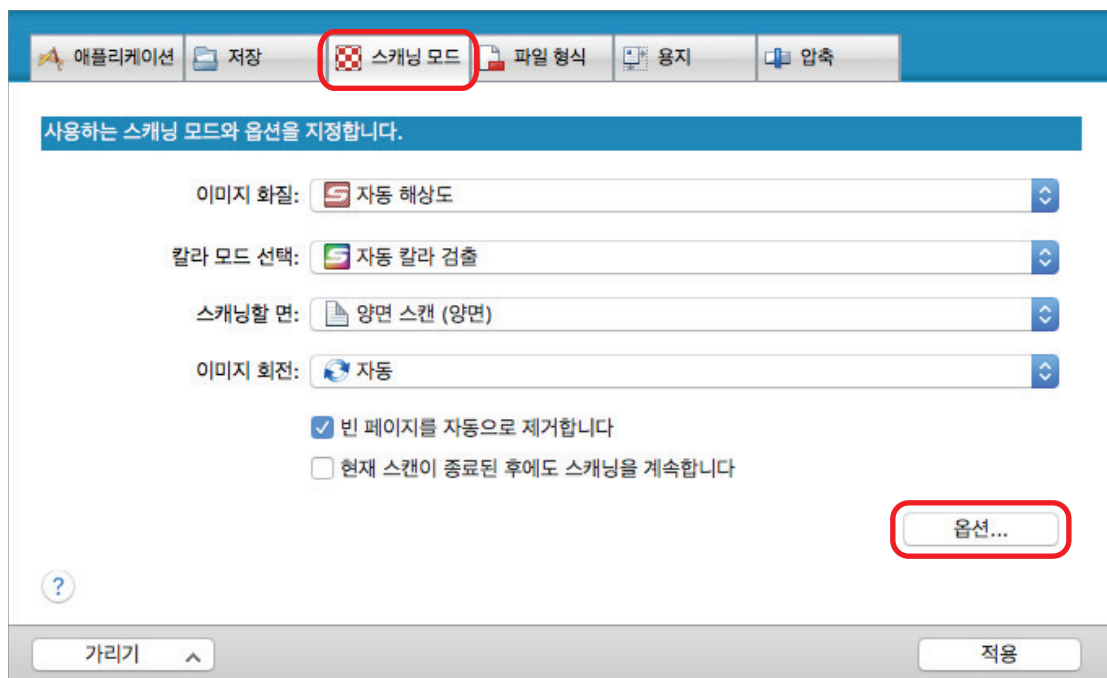 애플리케이션 저장 스캐닝 모드 파일 형식 용지 압축
사용하는 스캐닝 모드와 옵션을 지정합니다.
이미지 화질: 자동 해상도
칼라 모드 선택: 자동 칼라 검출
스캐닝할 면: 양면 스캔 (양면)
이미지 회전: 자동
빈 페이지를 자동으로 제거합니다
현재 스캔이 종료된 후에도 스캐닝을 계속합니다
옵션...
?
가리기 적용